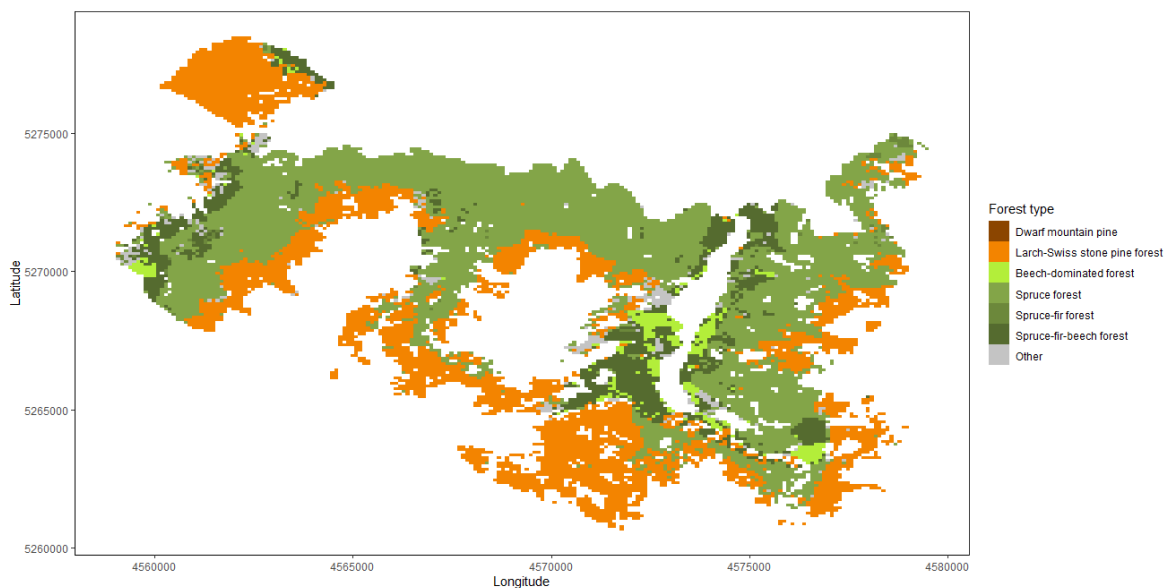 5275000
5270000
5265000
5260000
Latitude
4560000 4565000 4570000 4575000 4580000
Longitude
Forest type
Dwarf mountain pine
Larch-Swiss stone pine forest
Beech-dominated forest
Spruce forest
Spruce-fir forest
Spruce-fir-beech forest
Other